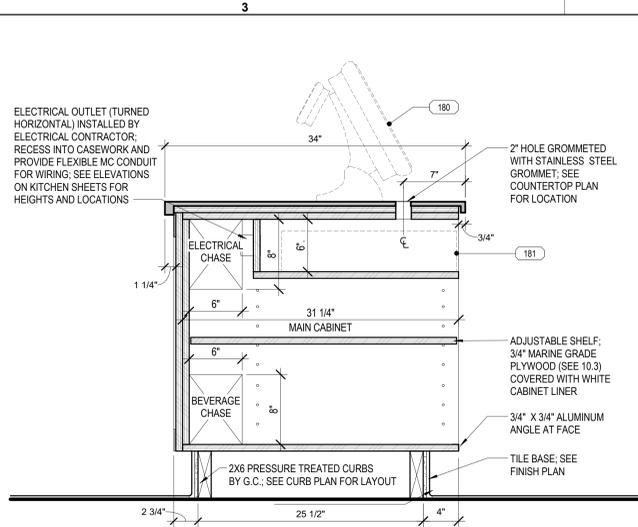 3
ELECTRICAL OUTLET (TURNED
HORIZONTAL) INSTALLED BY
ELECTRICAL CONTRACTOR;
RECESS INTO CASEWORK AND
PROVIDE FLEXIBLE MC CONDUIT
FOR WIRING; SEE ELEVATIONS
ON KITCHEN SHEETS FOR
HEIGHTS AND LOCATIONS
180
34"
7"
2" HOLE GROMMETED
WITH STAINLESS STEEL
GROMMET; SEE
COUNTERTOP PLAN
FOR LOCATION
3/4"
ELECTRICAL
CHASE
8"
6"
℄
181
1 1/4"
6"
31 1/4"
MAIN CABINET
6"
ADJUSTABLE SHELF;
3/4" MARINE GRADE
PLYWOOD (SEE 10.3)
COVERED WITH WHITE
CABINET LINER
BEVERAGE
CHASE
8"
3/4" X 3/4" ALUMINUM
ANGLE AT FACE
2X6 PRESSURE TREATED CURBS
BY G.C.; SEE CURB PLAN FOR LAYOUT
TILE BASE; SEE
FINISH PLAN
2 3/4"
25 1/2"
4"